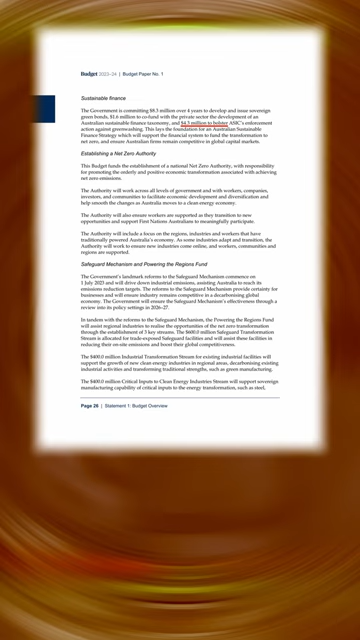 Budget 2023–24 | Budget Paper No. 1
Sustainable finance
The Government is committing $8.3 million over 4 years to develop and issue sovereign
green bonds, $1.6 million to co-fund with the private sector the development of an
Australian sustainable finance taxonomy, and $4.3 million to bolster ASIC's enforcement
action against greenwashing. This lays the foundation for an Australian Sustainable
Finance Strategy which will support the financial system to fund the transformation to
net zero, and ensure Australian firms remain competitive in global capital markets.
Establishing a Net Zero Authority
This Budget funds the establishment of a national Net Zero Authority, with responsibility
for promoting the orderly and positive economic transformation associated with achieving
net zero emissions.
The Authority will work across all levels of government and with workers, companies,
investors, and communities to facilitate economic development and diversification and
help smooth the changes as Australia moves to a clean-energy economy.
The Authority will also ensure workers are supported as they transition to new
opportunities and support First Nations Australians to meaningfully participate.
The Authority will include a focus on the regions, industries and workers that have
traditionally powered Australia's economy. As some industries adapt and transition, the
Authority will work to ensure new industries come online, and workers, communities and
regions are supported.
Safeguard Mechanism and Powering the Regions Fund
The Government's landmark reforms to the Safeguard Mechanism commence on
1 July 2023 and will drive down industrial emissions, assisting Australia to reach its
emissions reduction targets. The reforms to the Safeguard Mechanism provide certainty for
businesses and will ensure industry remains competitive in a decarbonising global
economy. The Government will ensure the Safeguard Mechanism's effectiveness through a
review into its policy settings in 2026–27.
In tandem with the reforms to the Safeguard Mechanism, the Powering the Regions Fund
will assist regional industries to realise the opportunities of the net zero transformation
through the establishment of 3 key streams. The $600.0 million Safeguard Transformation
Stream is allocated for trade-exposed Safeguard facilities and will assist these facilities in
reducing their on-site emissions and boost their global competitiveness.
The $400.0 million Industrial Transformation Stream for existing industrial facilities will
support the growth of new clean energy industries in regional areas, decarbonising existing
industrial activities and transforming traditional strengths, such as green manufacturing.
The $400.0 million Critical Inputs to Clean Energy Industries Stream will support sovereign
manufacturing capability of critical inputs to the energy transformation, such as steel,
Page 26 | Statement 1: Budget Overview